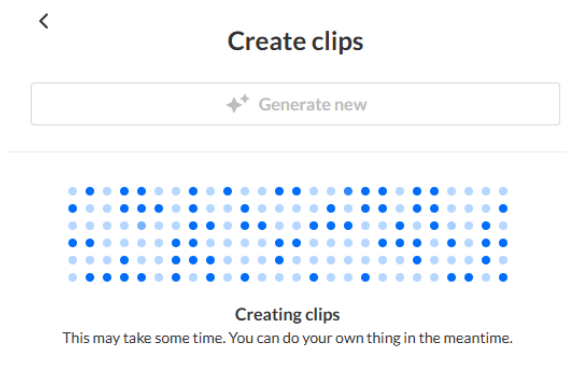 Create clips
Generate new
Creating clips
This may take some time. You can do your own thing in the meantime.